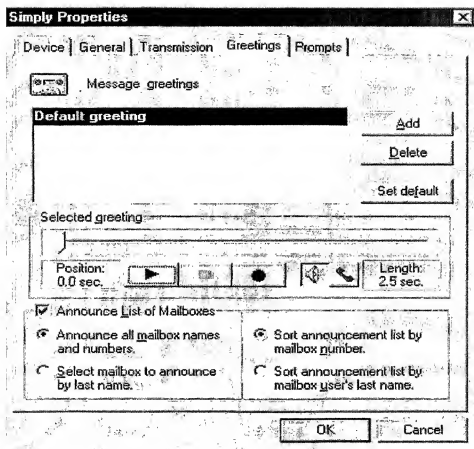 Simply Properties
Device General Transmission Greetings Prompts
Message greetings
Default greeting
Add
Delete
Set default
Selected greeting
Position:
0.0 sec.
Length:
2.5 sec.
Announce List of Mailboxes
Announce all mailbox names
and numbers.
Select mailbox to announce
by last name.
Sort announcement list by
mailbox number.
Sort announcement list by
mailbox user's last name.
OK Cancel